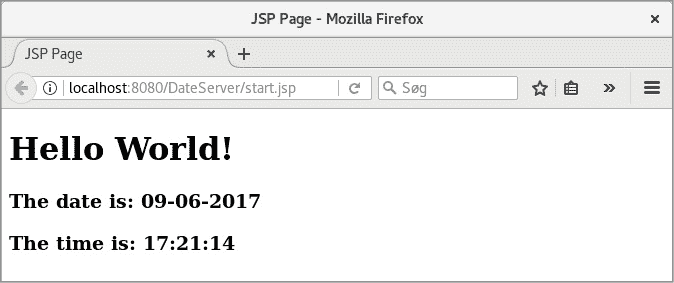 JSP Page - Mozilla Firefox
JSP Page
localhost:8080/DateServer/start.jsp
Søg
Hello World!
The date is: 09-06-2017
The time is: 17:21:14